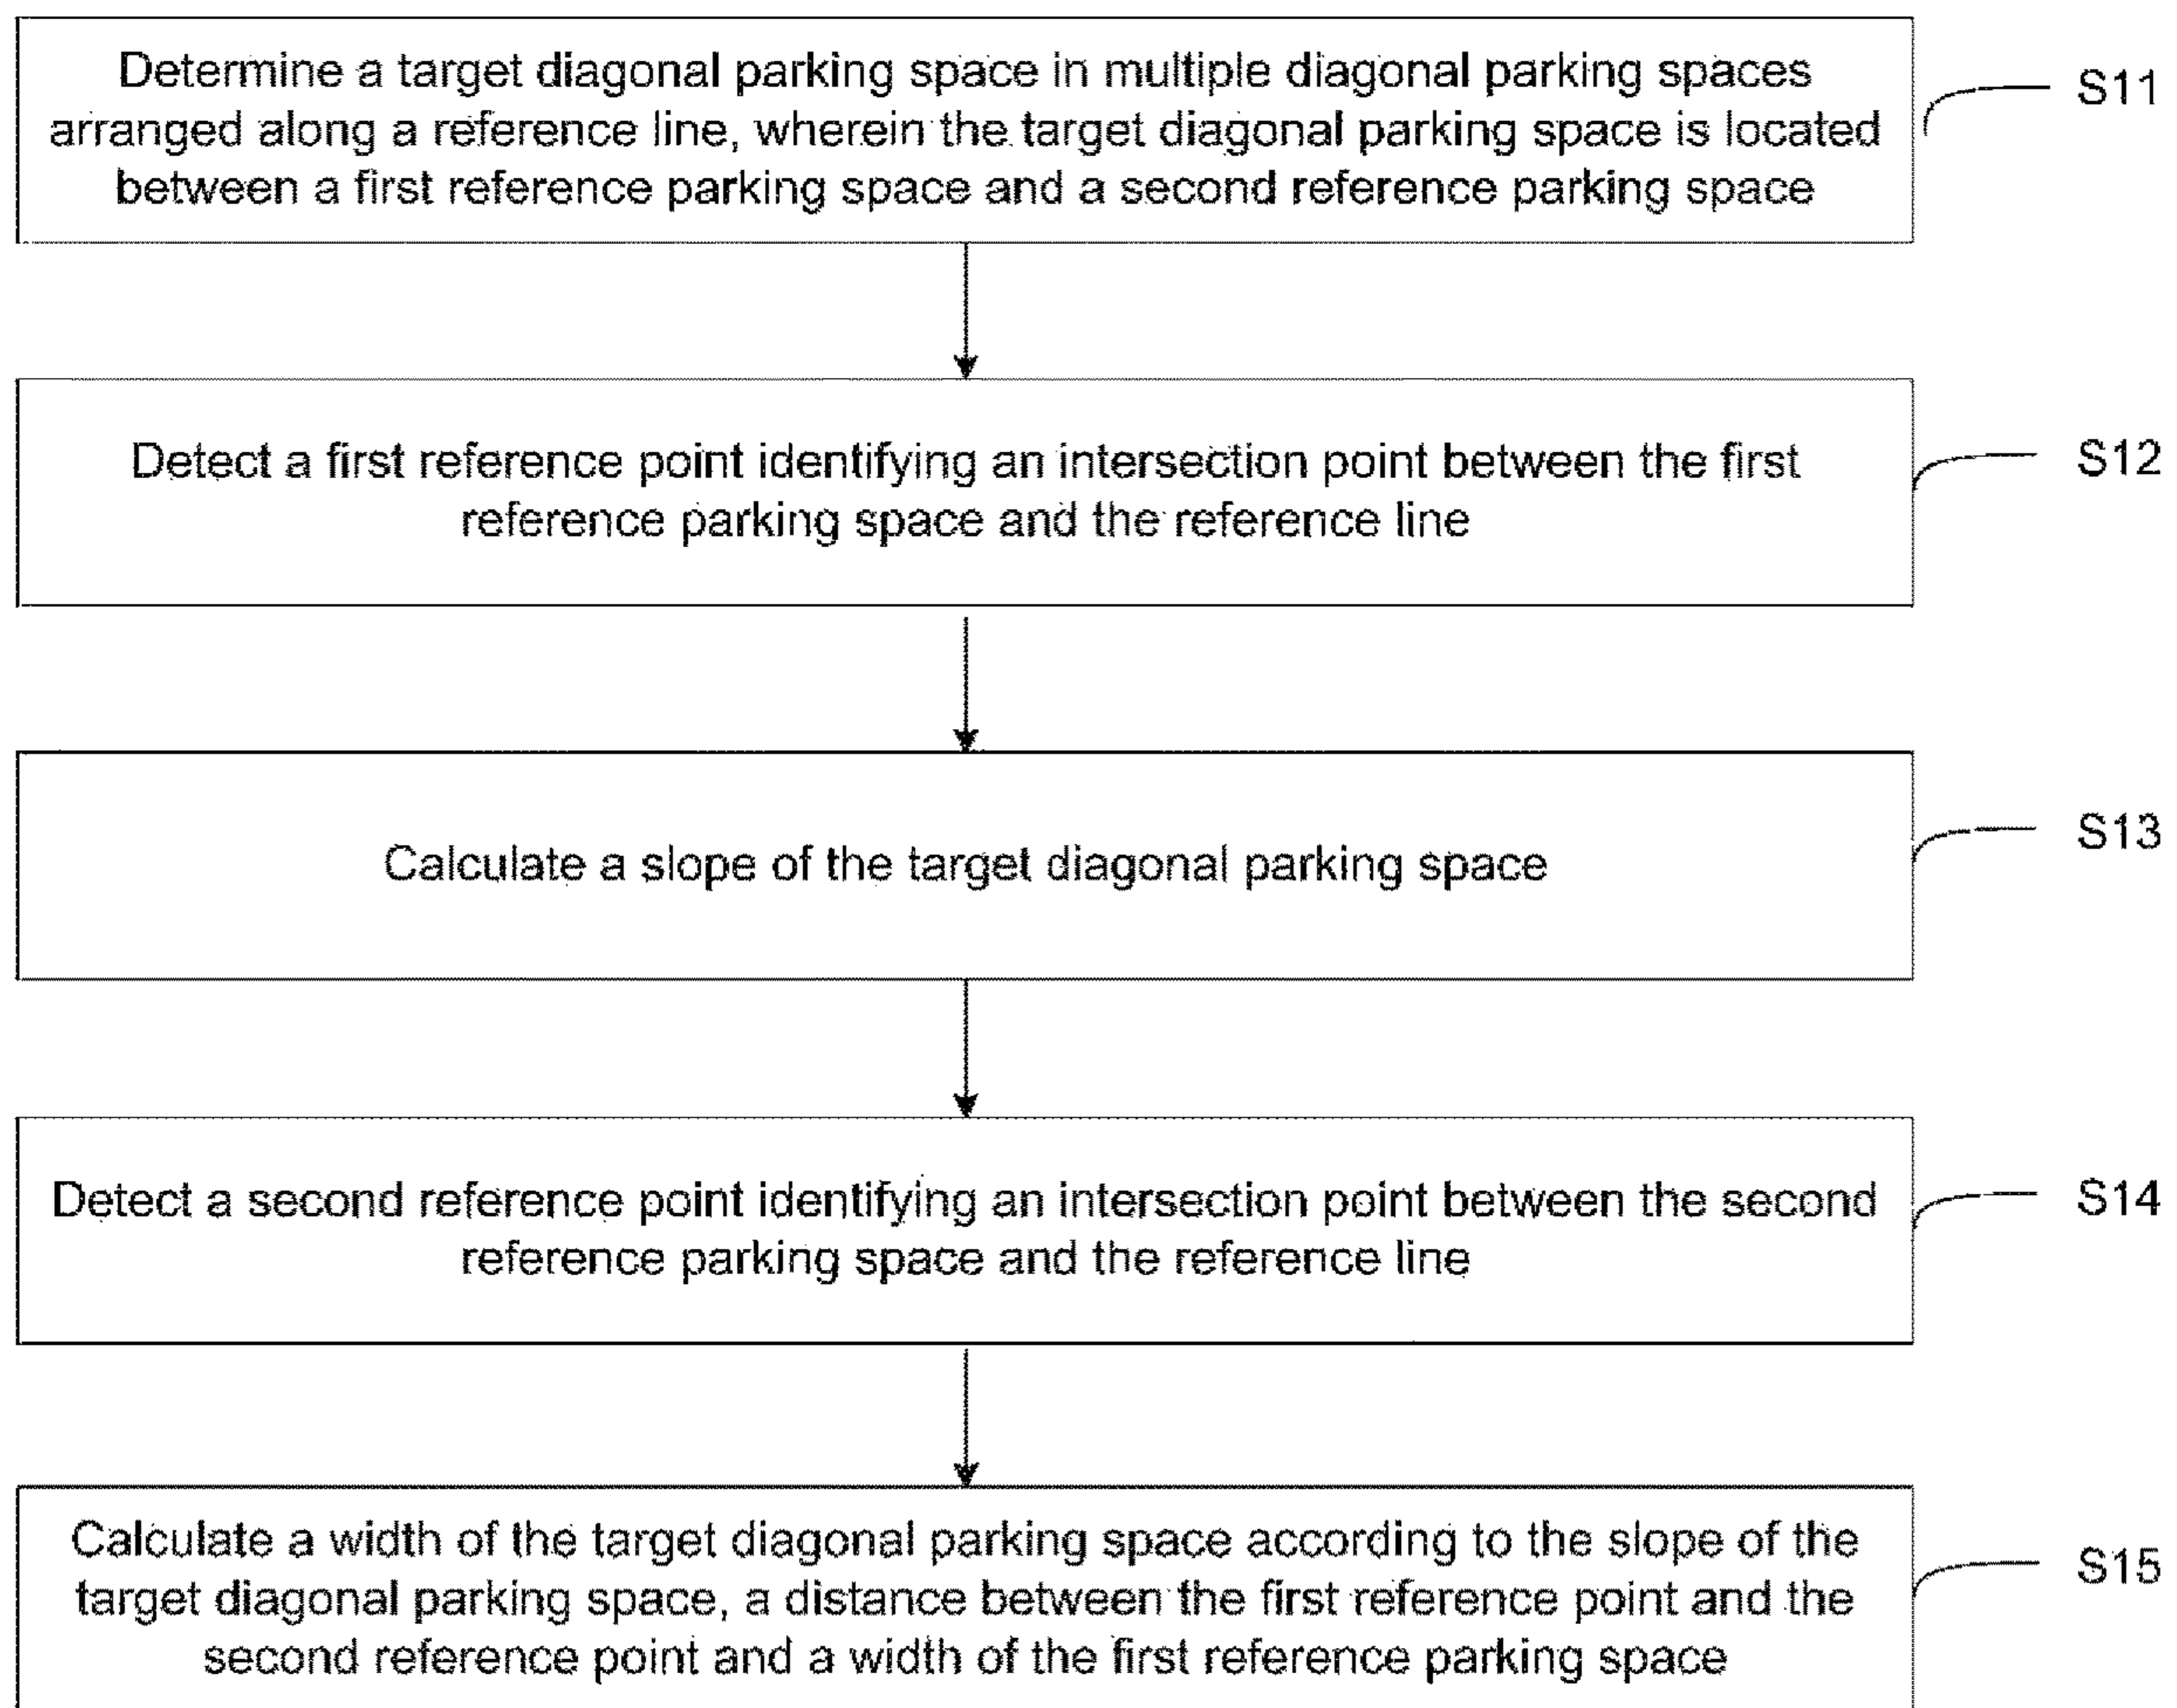 Determine a target diagonal parking space in multiple diagonal parking spaces
arranged along a reference line, wherein the target diagonal parking space is located
between a first reference parking space and a second reference parking space
S11
Detect a first reference point identifying an intersection point between the first
reference parking space and the reference line
S12
Calculate a slope of the target diagonal parking space
S13
Detect a second reference point identifying an intersection point between the second
reference parking space and the reference line
S14
Calculate a width of the target diagonal parking space according to the slope of the
target diagonal parking space, a distance between the first reference point and the
second reference point and a width of the first reference parking space
S15